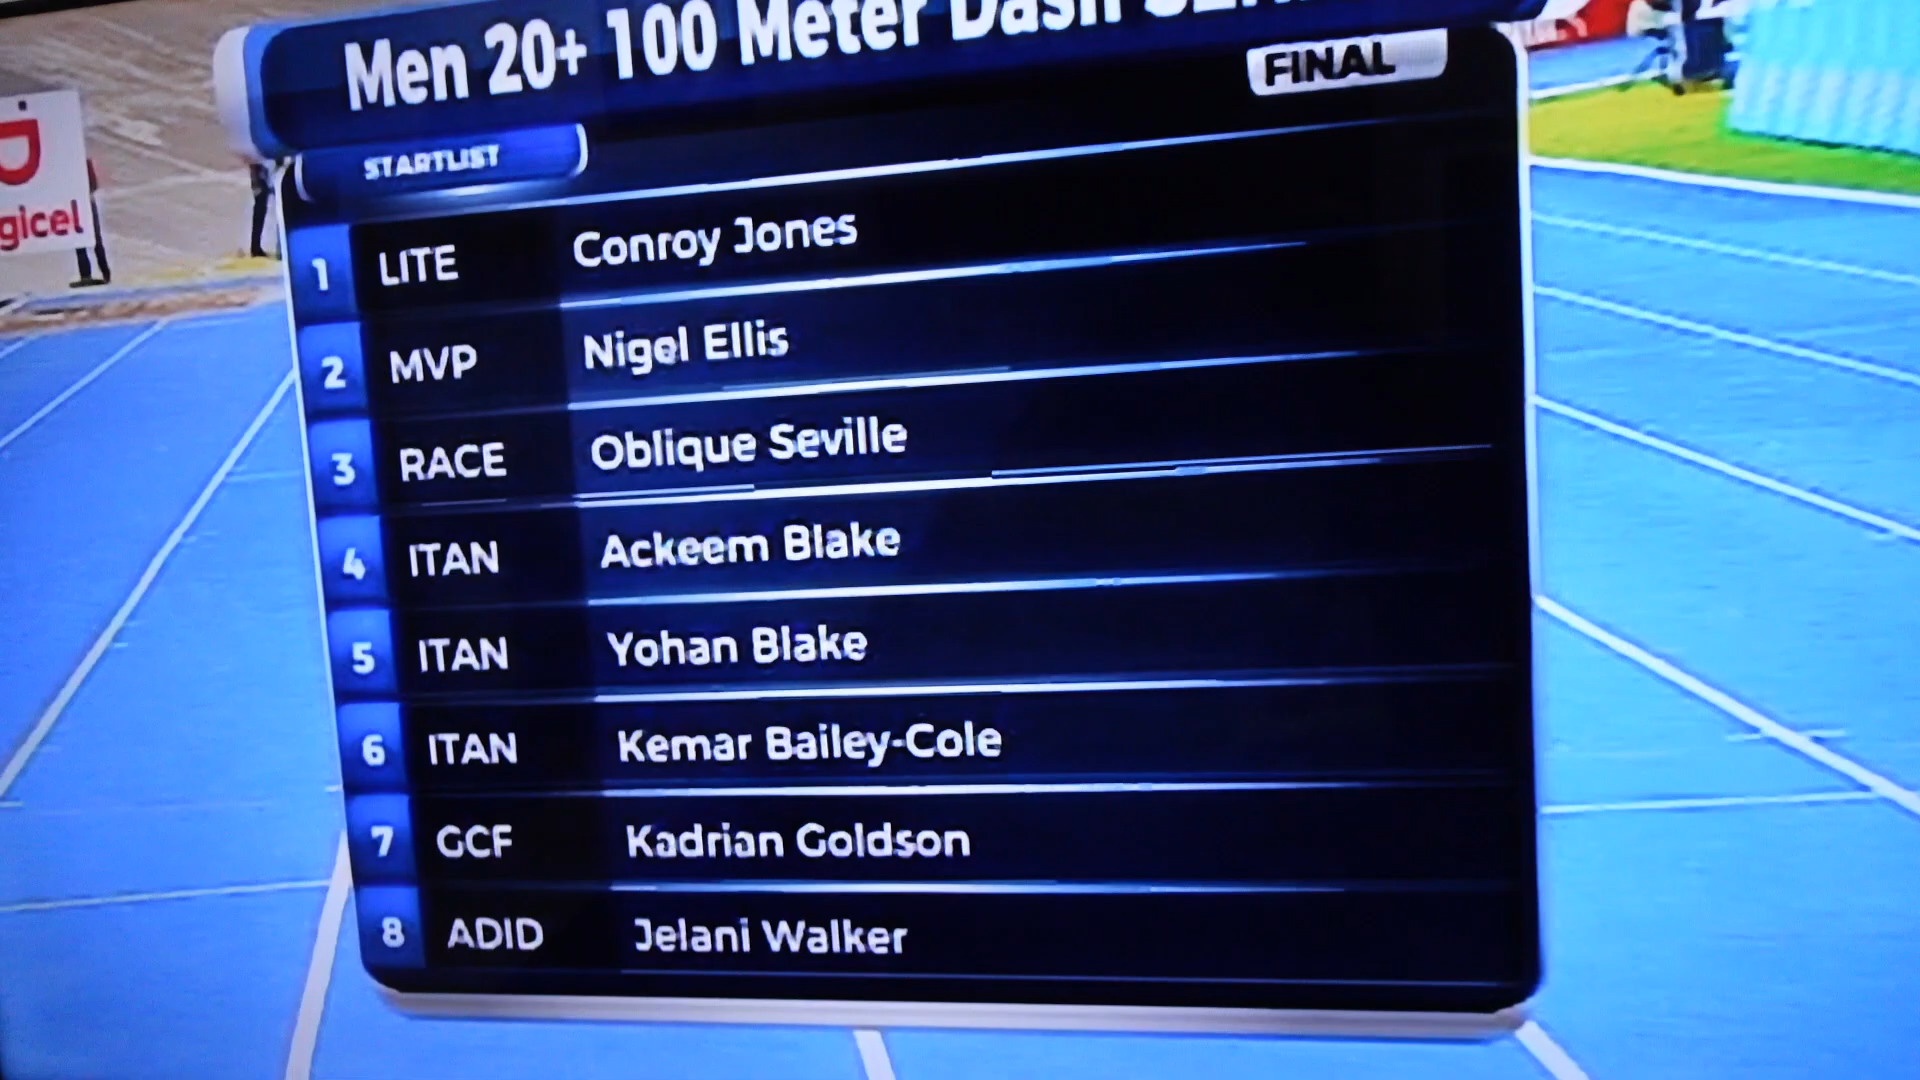 Men 20+ 100 Meter Dash
FINAL
STARTLIST
1 LITE Conroy Jones
2 MVP Nigel Ellis
3 RACE Oblique Seville
4 ITAN Ackeem Blake
5 ITAN Yohan Blake
6 ITAN Kemar Bailey-Cole
7 GCF Kadrian Goldson
8 ADID Jelani Walker
gicel